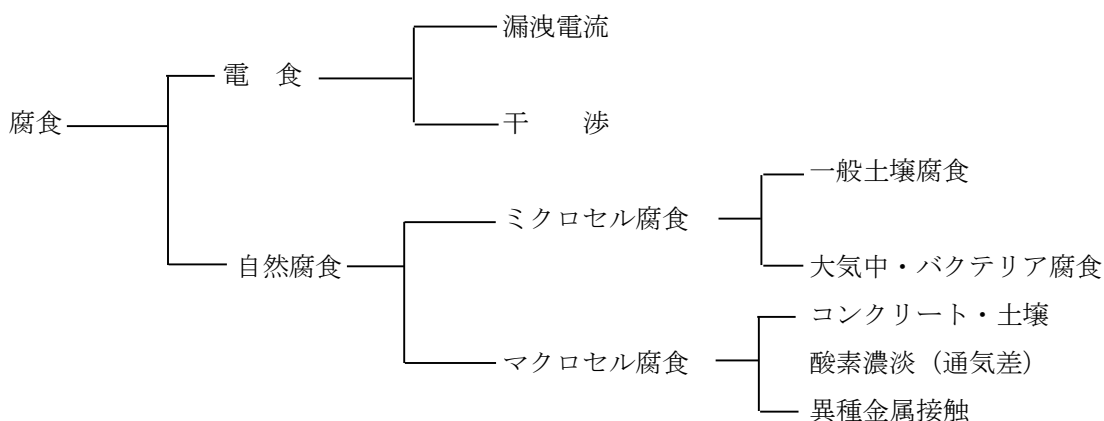 漏洩電流
電　食
干　　渉
腐食
一般土壌腐食
ミクロセル腐食
自然腐食
大気中・バクテリア腐食
コンクリート・土壌
マクロセル腐食
酸素濃淡（通気差）
異種金属接触